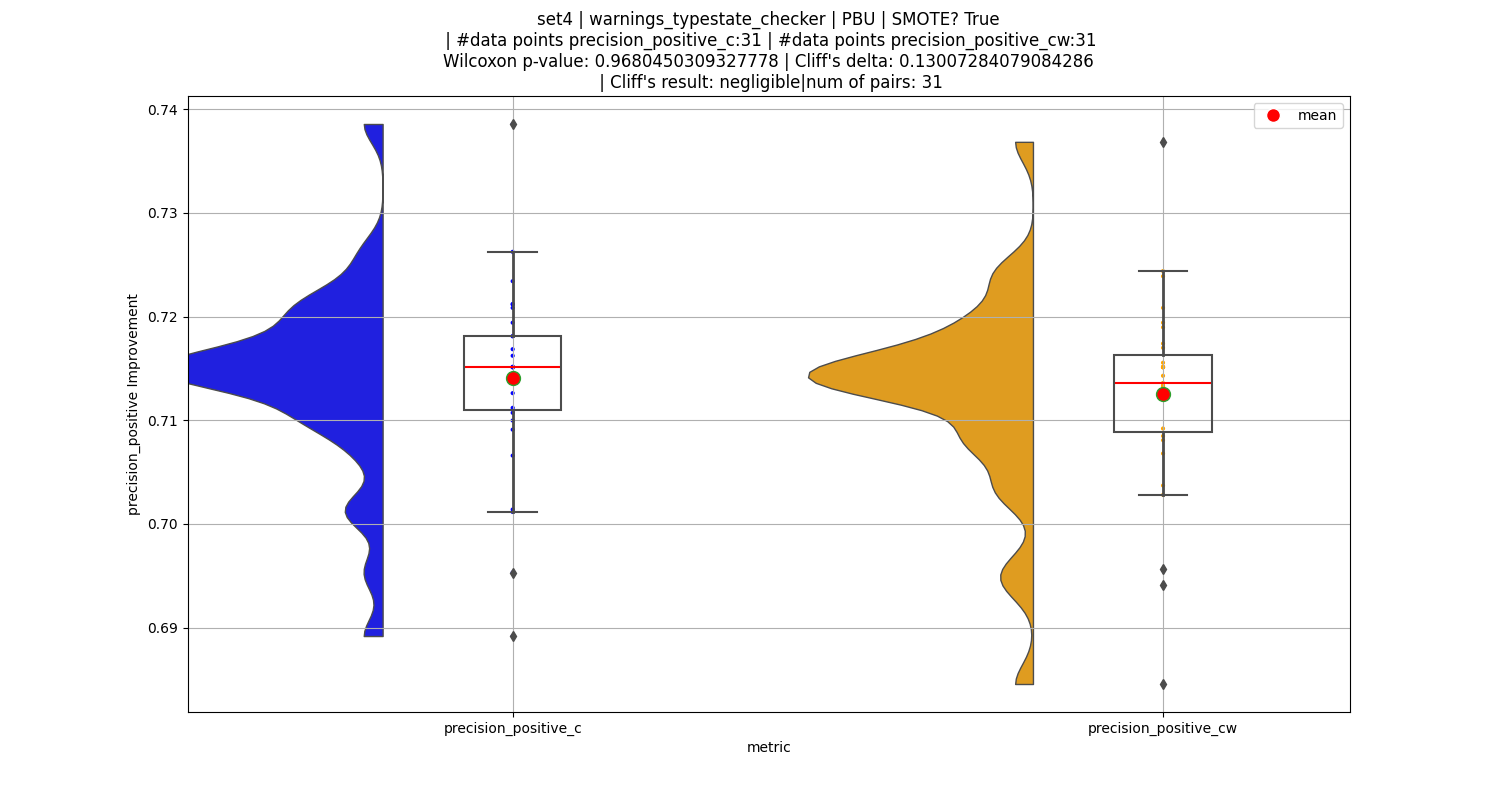 set4 | warnings_typestate_checker | PBU | SMOTE? True
| #data points precision_positive_c:31 | #data points precision_positive_cw:31
Wilcoxon p-value: 0.9680450309327778 | Cliff's delta: 0.13007284079084286
| Cliff's result: negligible|num of pairs: 31
mean
0.74
0.73
0.72
0.71
0.70
0.69
precision_positive Improvement
precision_positive_c
precision_positive_cw
metric